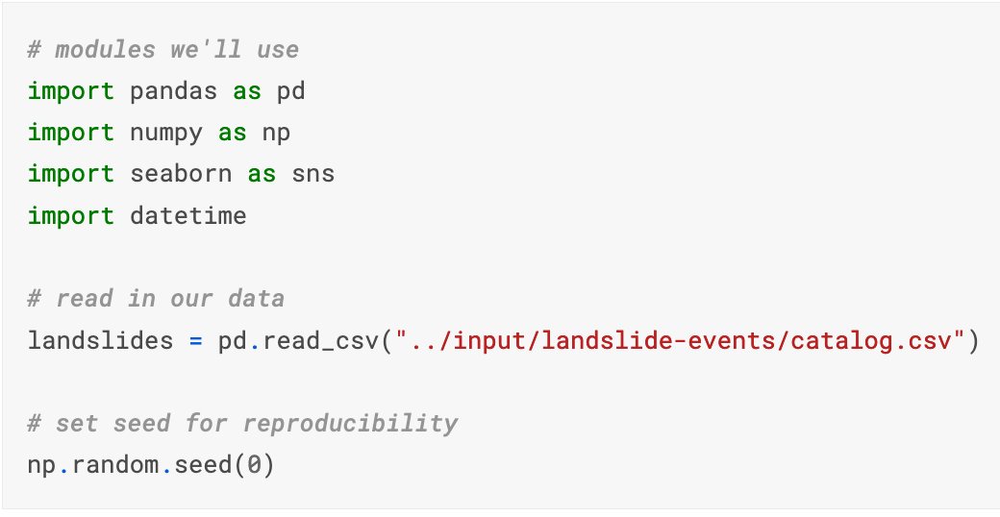 # modules we'll use
import pandas as pd
import numpy as np
import seaborn as sns
import datetime
# read in our data
landslides = pd.read_csv("../input/landslide-events/catalog.csv")
# set seed for reproducibility
np.random.seed(0)